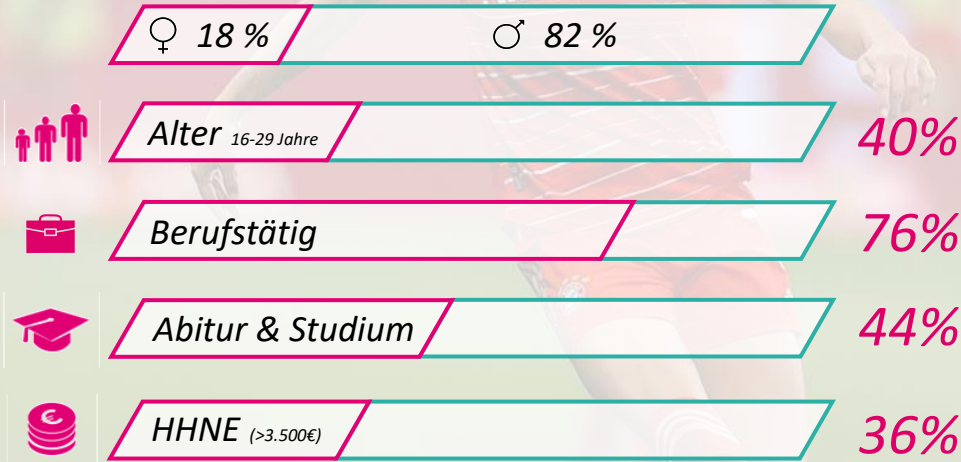 ♀ 18 % ♂ 82 %
Alter 16-29 Jahre 40%
Berufstätig 76%
Abitur & Studium 44%
€ HHNE (>3.500€) 36%